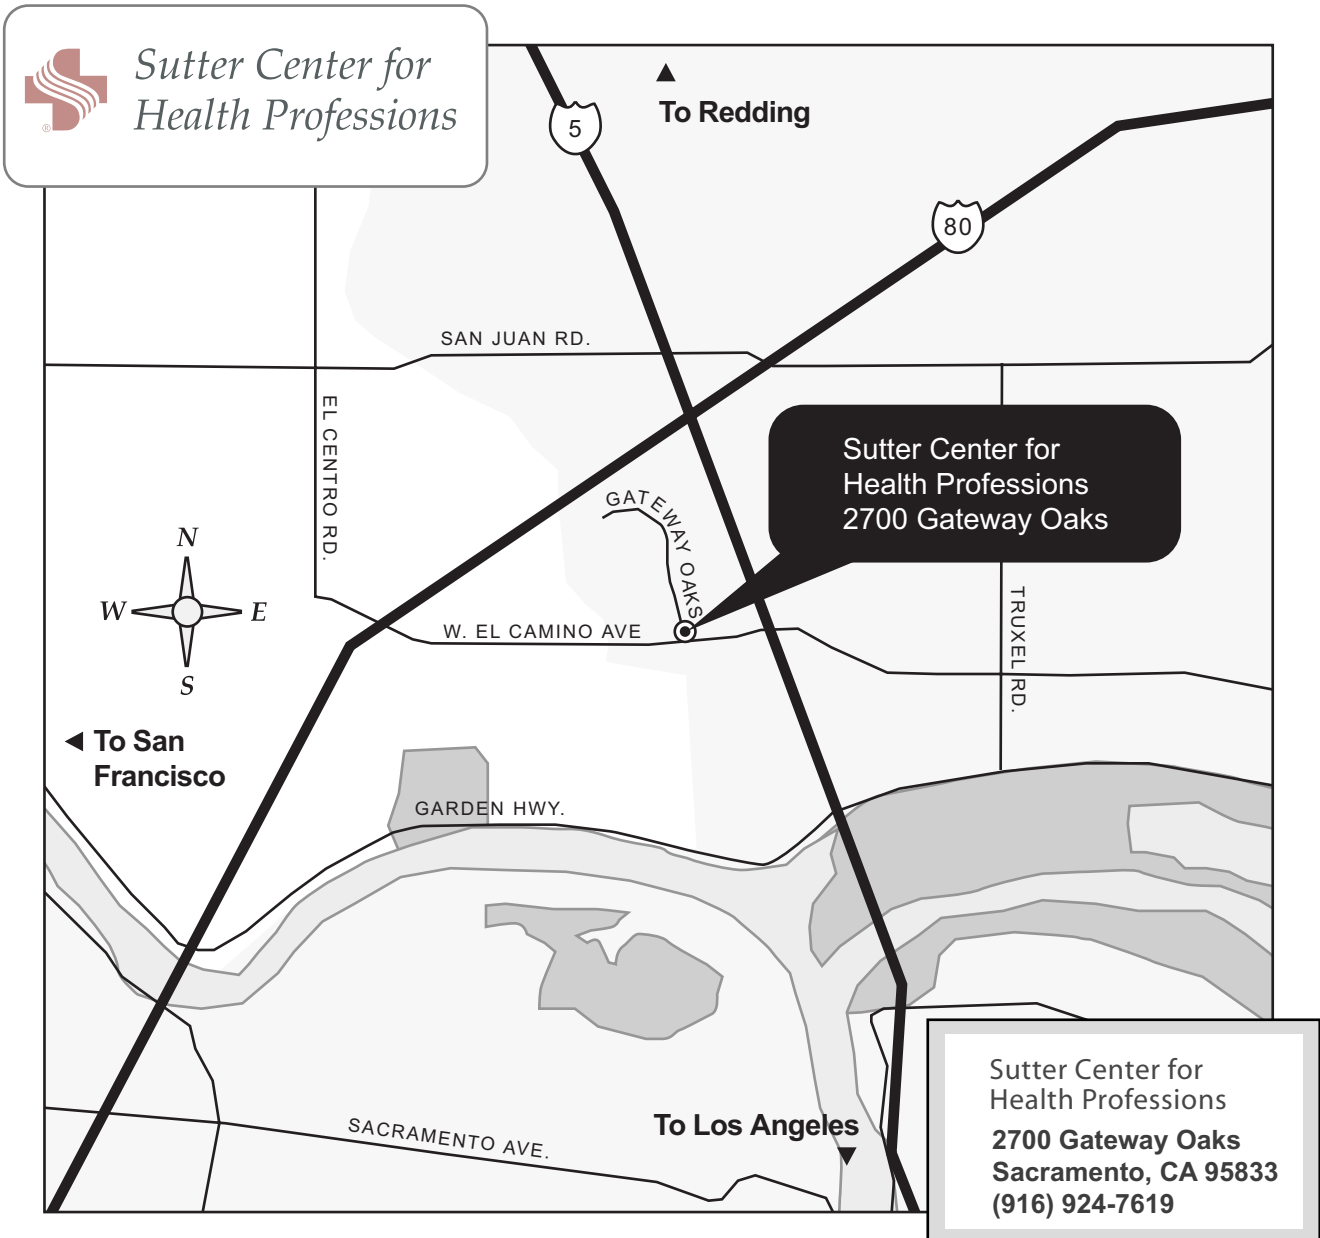 Sutter Center for
Health Professions
®
5
To Redding
80
SAN JUAN RD.
EL CENTRO RD.
Sutter Center for
Health Professions
2700 Gateway Oaks
GATEWAY OAKS
N
W
E
S
W. EL CAMINO AVE
TRUXEL RD.
To San
Francisco
GARDEN HWY.
SACRAMENTO AVE.
To Los Angeles
Sutter Center for
Health Professions
2700 Gateway Oaks
Sacramento, CA 95833
(916) 924-7619